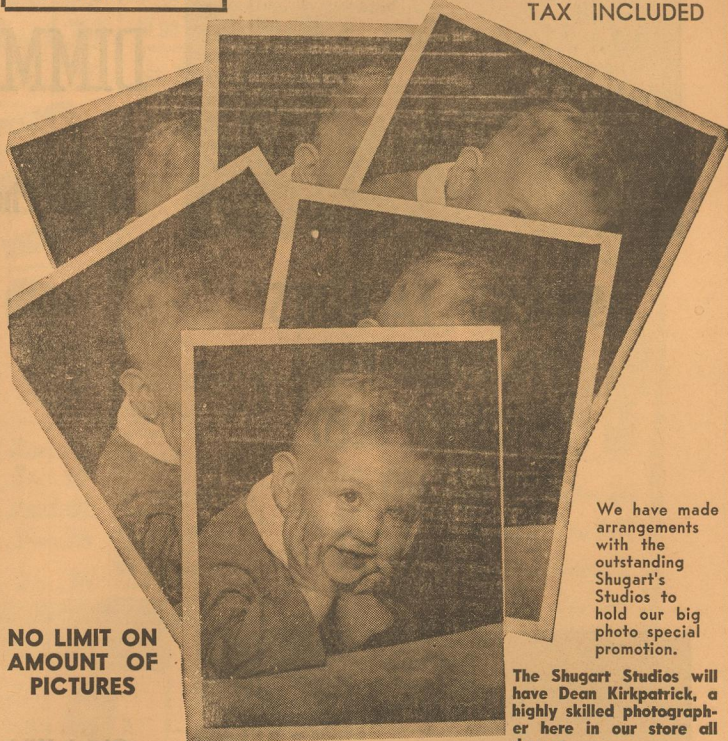 TAX INCLUDED
We have made
arrangements
with the
outstanding
Shugart's
Studios to
hold our big
photo special
promotion.
NO LIMIT ON
AMOUNT OF
PICTURES
The Shugart Studios will
have Dean Kirkpatrick, a
highly skilled photograph-
er here in our store all